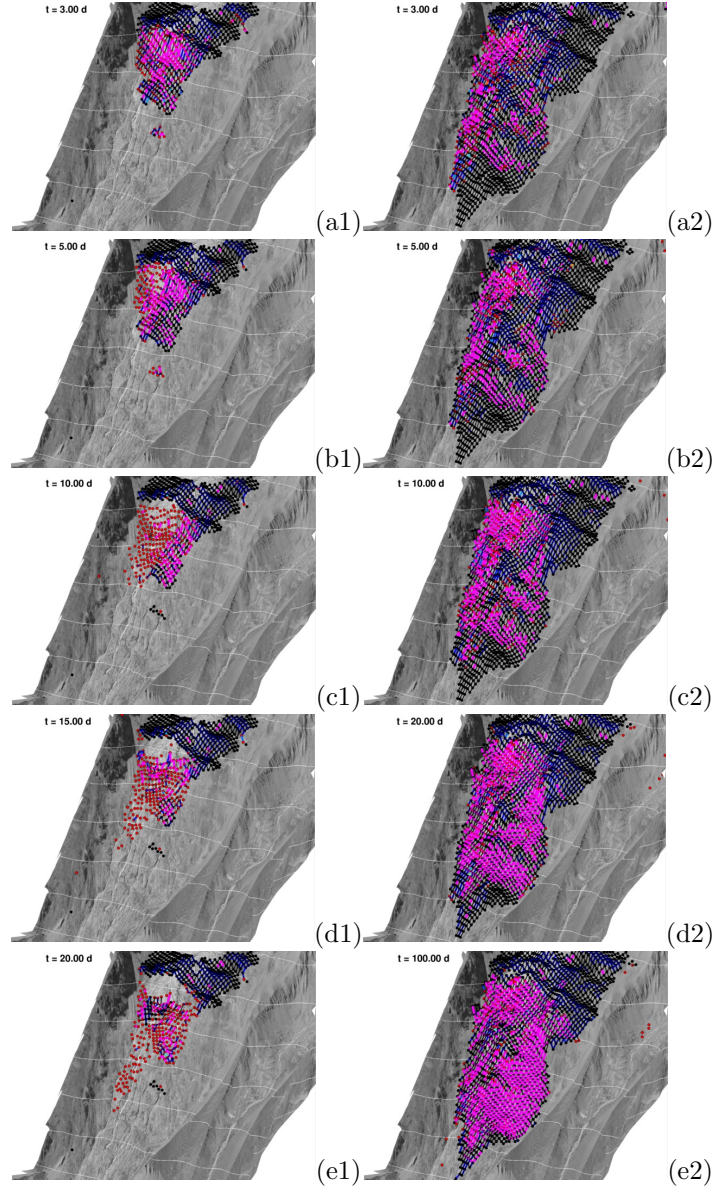 t = 3.00 d
(a1)
t = 3.00 d
(a2)
t = 5.00 d
(b1)
t = 5.00 d
(b2)
t = 10.00 d
(c1)
t = 10.00 d
(c2)
t = 15.00 d
(d1)
t = 20.00 d
(d2)
t = 20.00 d
(e1)
t = 100.00 d
(e2)